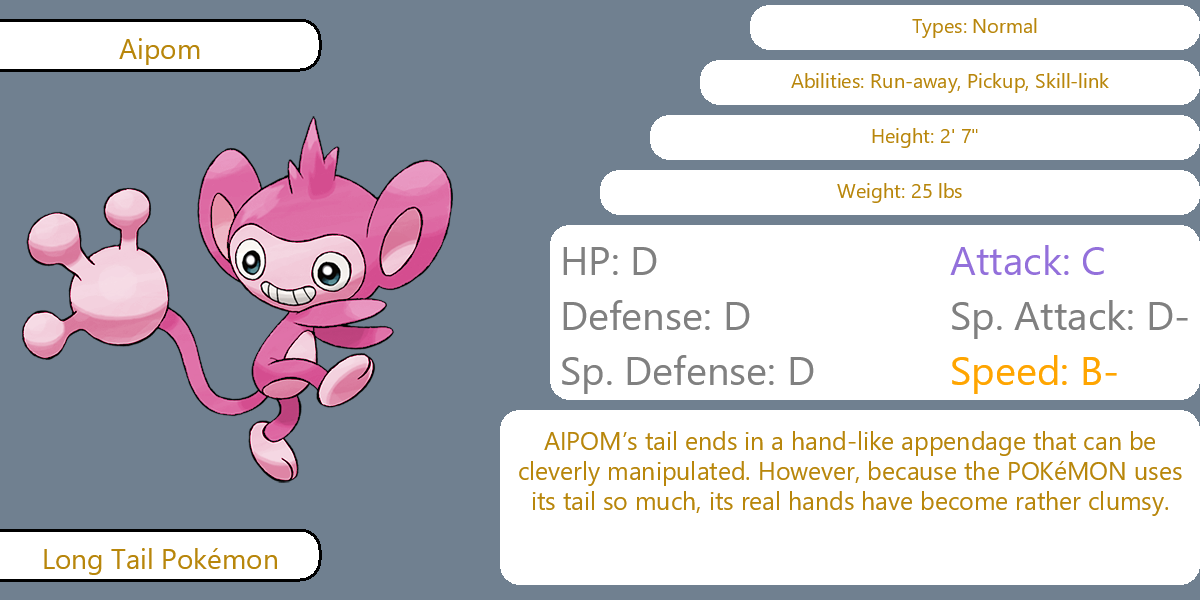 Aipom
Types: Normal
Abilities: Run-away, Pickup, Skill-link
Height: 2' 7"
Weight: 25 lbs
HP: D
Attack: C
Defense: D
Sp. Attack: D-
Sp. Defense: D
Speed: B-
AIPOM’s tail ends in a hand-like appendage that can be
cleverly manipulated. However, because the POKéMON uses
its tail so much, its real hands have become rather clumsy.
Long Tail Pokémon